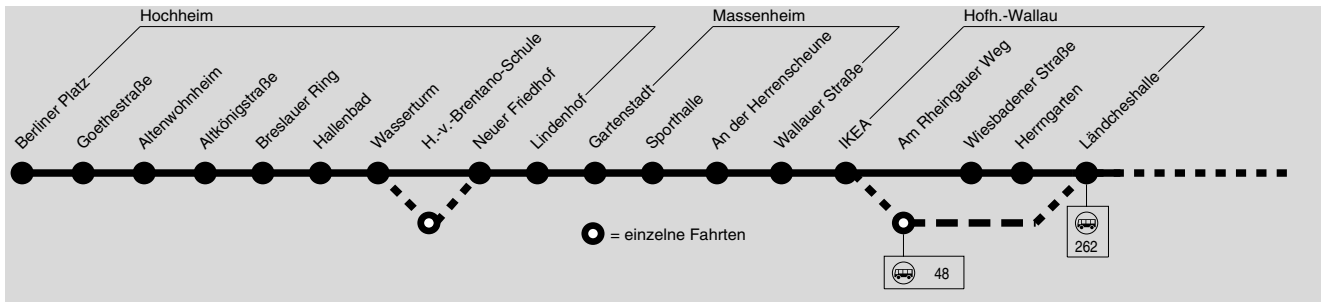 Hochheim
Massenheim
Hofh.-Wallau
Berliner Platz
Goethestraße
Altenwohnheim
Altkönigstraße
Breslauer Ring
Hallenbad
Wasserturm
H.-v.-Brentano-Schule
Neuer Friedhof
Lindenhof
Gartenstadt
Sporthalle
An der Herrenscheune
Wallauer Straße
IKEA
Am Rheingauer Weg
Wiesbadener Straße
Herrngarten
Ländcheshalle
= einzelne Fahrten
262
48